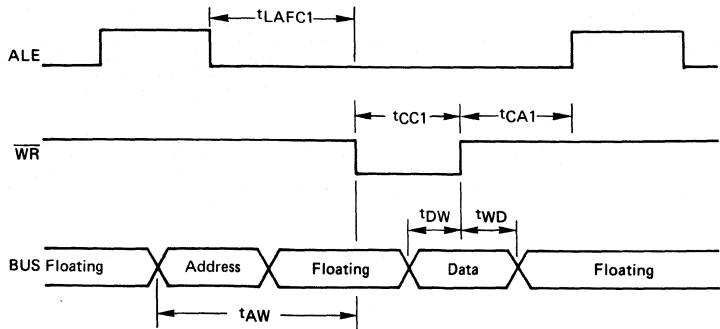 tLAFC1
ALE
tCC1 tCA1
WR
tDW tWD
BUS Floating Address Floating Data Floating
tAW